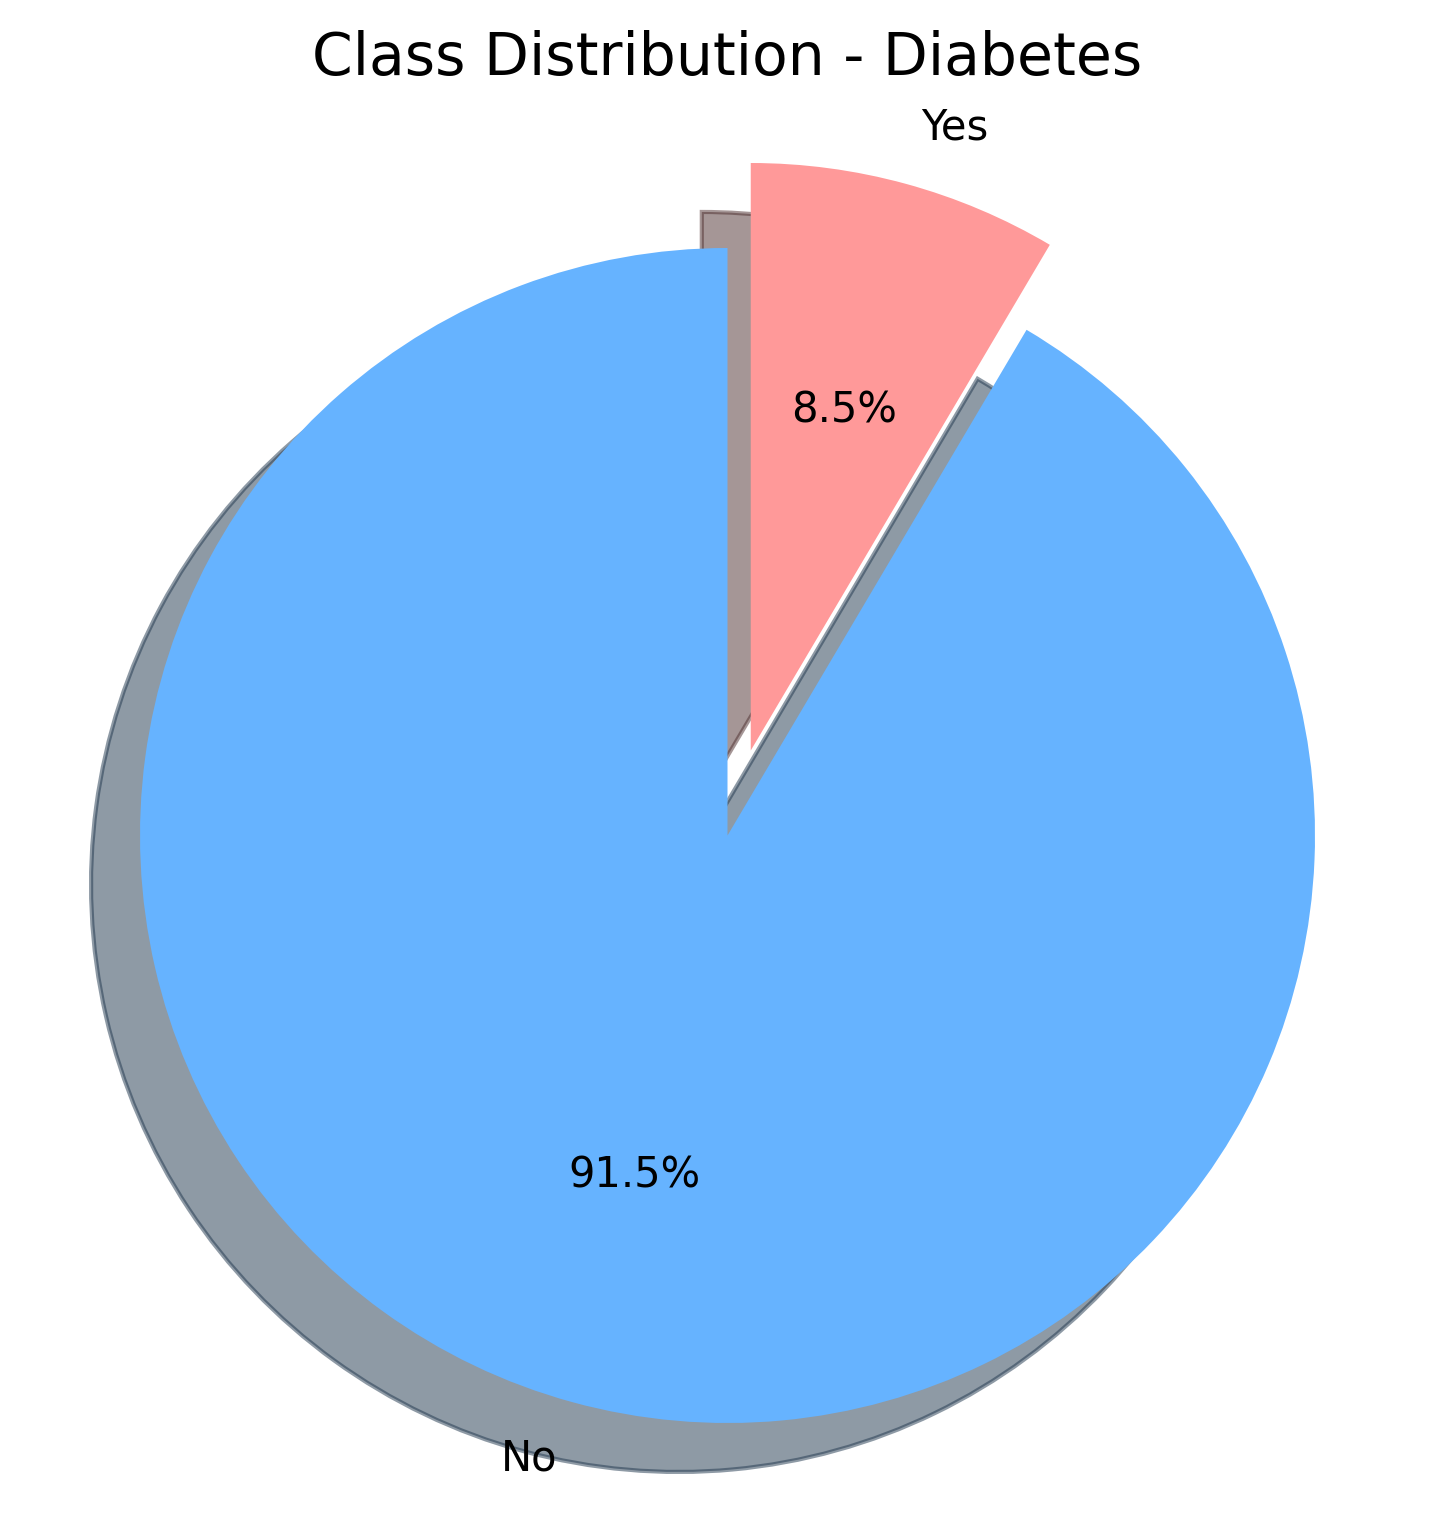 Class Distribution - Diabetes
Yes
8.5%
91.5%
No